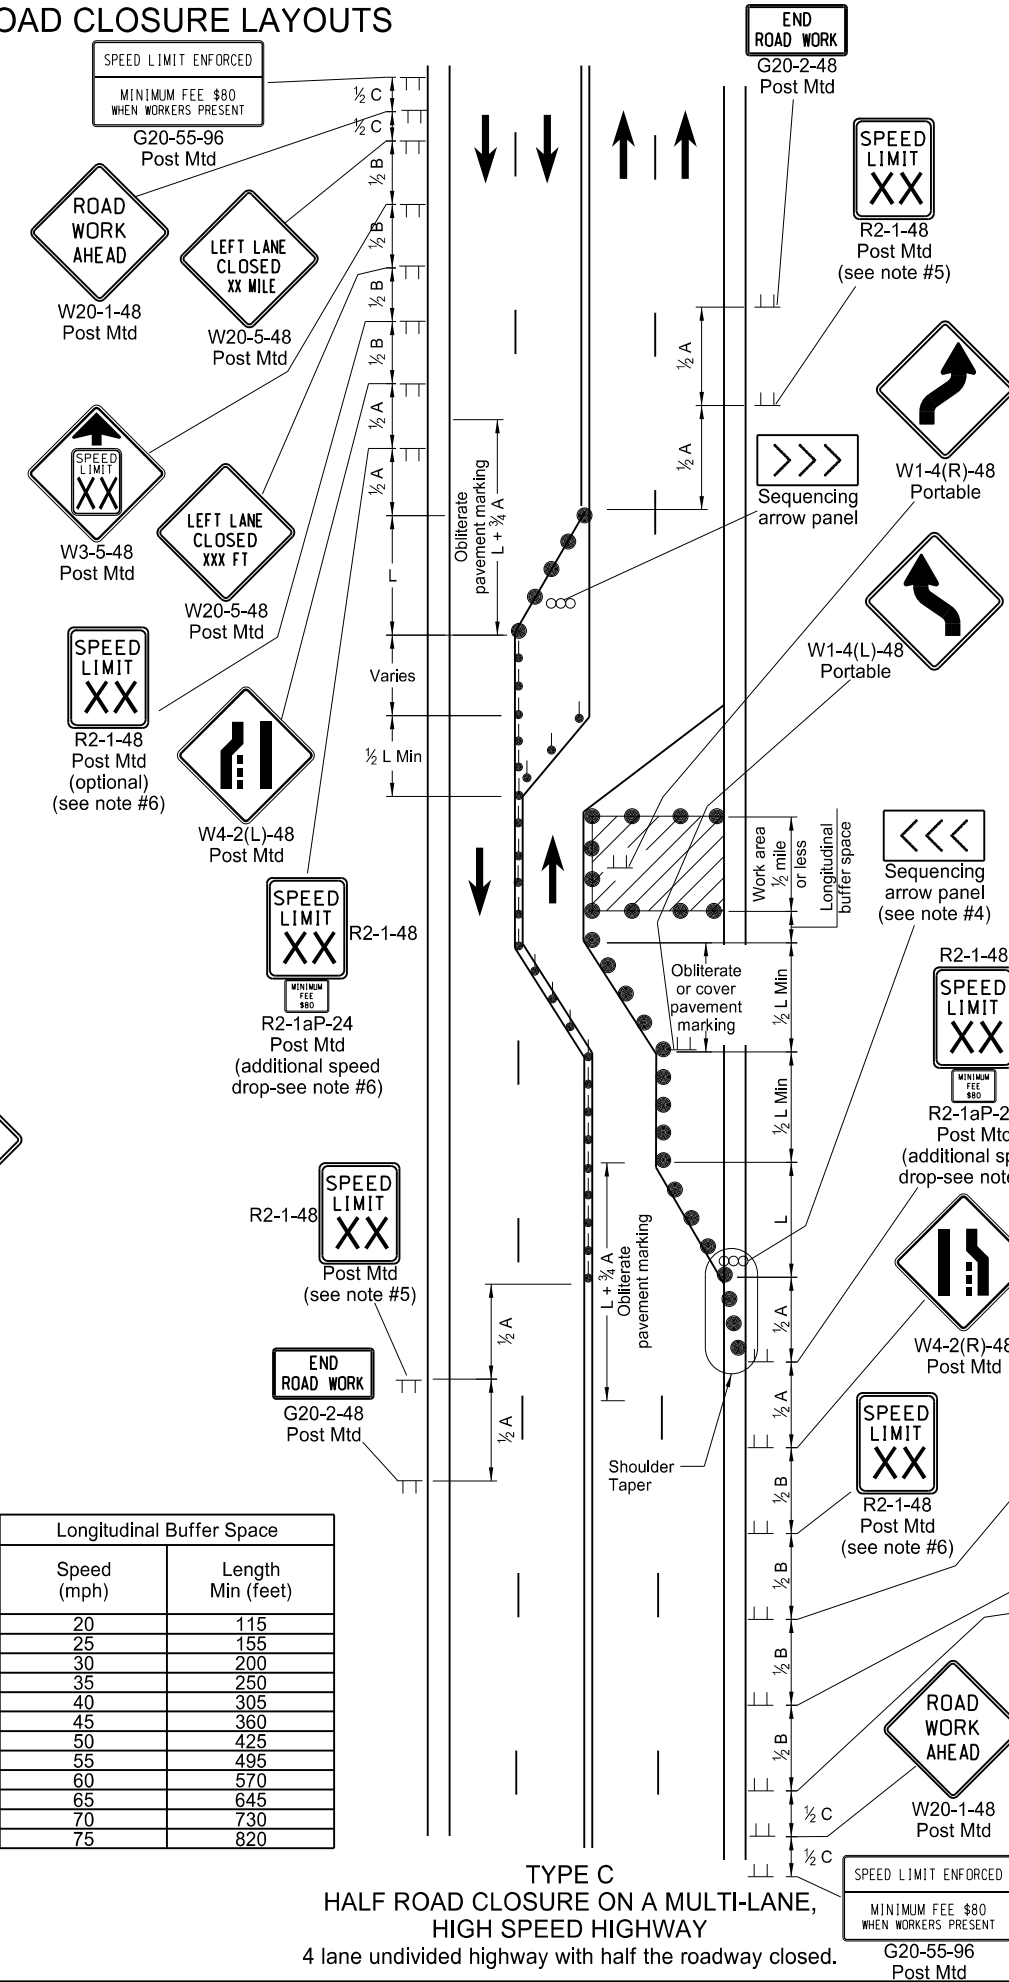 OAD CLOSURE LAYOUTS
SPEED LIMIT ENFORCED
MINIMUM FEE $80
WHEN WORKERS PRESENT
G20-55-96
Post Mtd
½ C
½ C
½ B
½ B
½ B
½ B
½ A
½ A
ROAD
WORK
AHEAD
W20-1-48
Post Mtd
LEFT LANE
CLOSED
XX MILE
W20-5-48
Post Mtd
SPEED
LIMIT
XX
W3-5-48
Post Mtd
LEFT LANE
CLOSED
XXX FT
W20-5-48
Post Mtd
SPEED
LIMIT
XX
R2-1-48
Post Mtd
(optional)
(see note #6)
W4-2(L)-48
Post Mtd
SPEED
LIMIT
XX
R2-1-48
MINIMUM
FEE
$80
R2-1aP-24
Post Mtd
(additional speed
drop-see note #6)
Obliterate
pavement marking
L + ¾ A
L
Varies
½ L Min
END
ROAD WORK
G20-2-48
Post Mtd
SPEED
LIMIT
XX
R2-1-48
Post Mtd
(see note #5)
½ A
½ A
W1-4(R)-48
Portable
Sequencing
arrow panel
W1-4(L)-48
Portable
Work area
½ mile
or less
Longitudinal
buffer space
Sequencing
arrow panel
(see note #4)
Obliterate
or cover
pavement
marking
½ L Min
½ L Min
L
R2-1-48
SPEED
LIMIT
XX
MINIMUM
FEE
$80
R2-1aP-2
Post Mtd
(additional sp
drop-see note
W4-2(R)-48
Post Mtd
SPEED
LIMIT
XX
R2-1-48
Post Mtd
(see note #5)
END
ROAD WORK
G20-2-48
Post Mtd
½ A
½ A
L + ¾ A
Obliterate
pavement marking
Shoulder
Taper
½ A
½ A
½ B
½ B
½ B
½ B
½ C
½ C
SPEED
LIMIT
XX
R2-1-48
Post Mtd
(see note #6)
ROAD
WORK
AHEAD
W20-1-48
Post Mtd
SPEED LIMIT ENFORCED
MINIMUM FEE $80
WHEN WORKERS PRESENT
G20-55-96
Post Mtd
Longitudinal Buffer Space
Speed
(mph)
Length
Min (feet)
20 115
25 155
30 200
35 250
40 305
45 360
50 425
55 495
60 570
65 645
70 730
75 820
TYPE C
HALF ROAD CLOSURE ON A MULTI-LANE,
HIGH SPEED HIGHWAY
4 lane undivided highway with half the roadway closed.